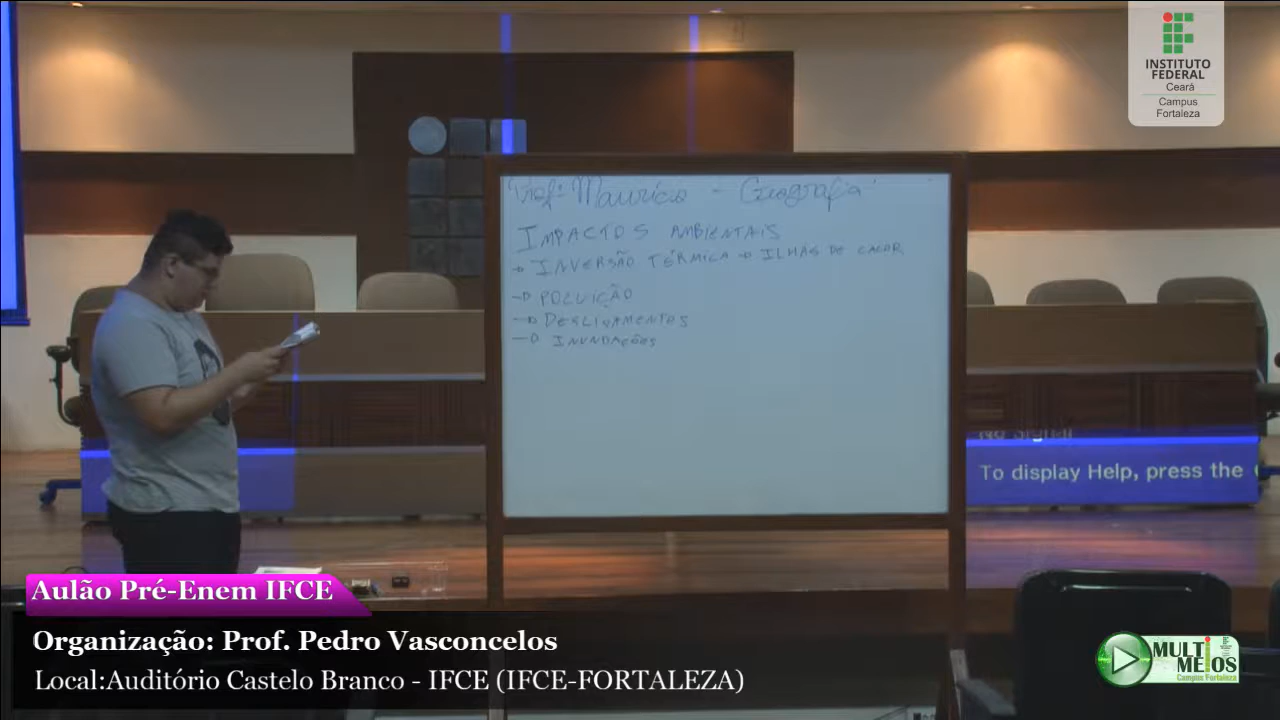 INSTITUTO
FEDERAL
Ceará
Campus
Fortaleza
Profº Maurício - Geografia
IMPACTOS AMBIENTAIS
→ INVERSÃO TÉRMICA → ILHAS DE CALOR
→ POLUIÇÃO
→ DESLIGAMENTOS
→ INUNDAÇÕES
No Signal
To display Help, press the
Aulão Pré-Enem IFCE
Organização: Prof. Pedro Vasconcelos
Local:Auditório Castelo Branco - IFCE (IFCE-FORTALEZA)
MULTIMEIOS
Campus Fortaleza